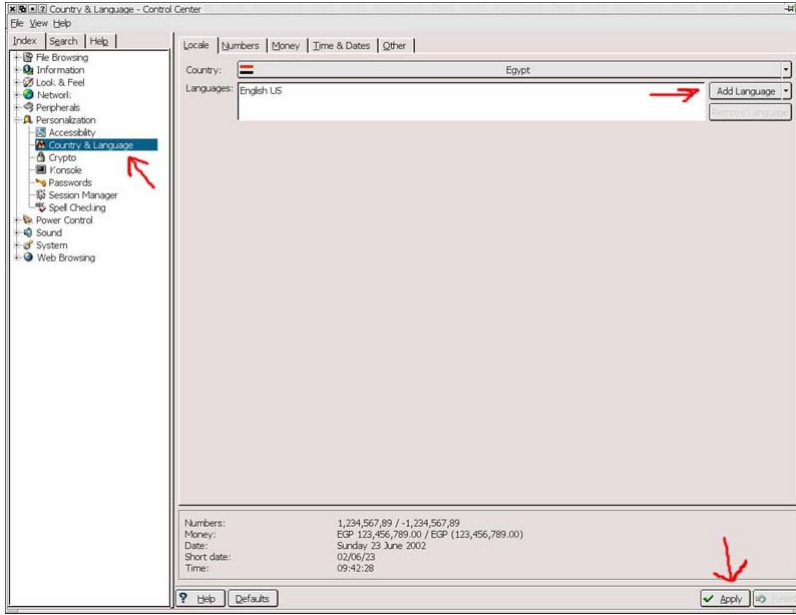 Country & Language - Control Center
File View Help
Index Search Help
File Browsing
Information
Look & Feel
Network
Peripherals
Personalization
Accessibility
Country & Language
Crypto
Konsole
Passwords
Session Manager
Spell Checking
Power Control
Sound
System
Web Browsing
Locale Numbers Money Time & Dates Other
Country: Egypt
Languages: English US
Add Language
Remove Language
Numbers: 1,234,567,89 / -1,234,567,89
Money: EGP 123,456,789.00 / EGP (123,456,789.00)
Date: Sunday 23 June 2002
Short date: 02/06/23
Time: 09:42:28
? Help Defaults
Apply